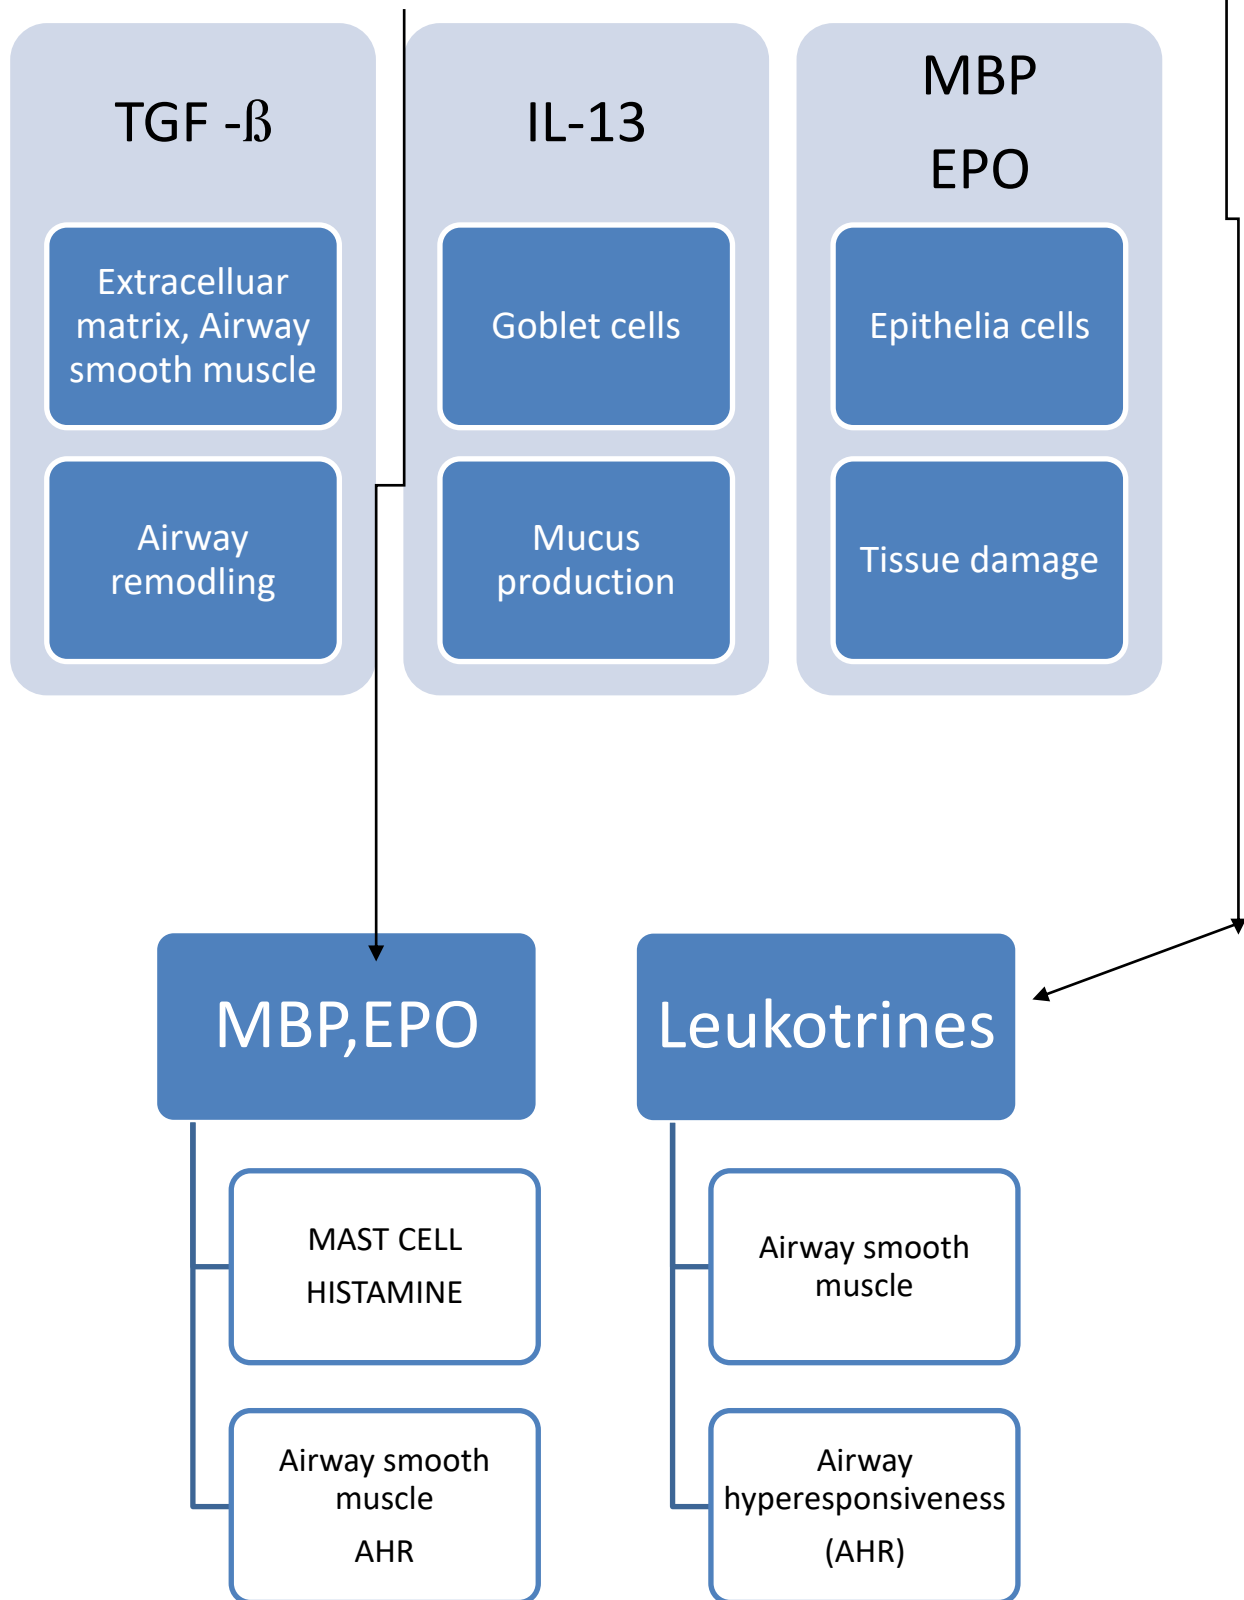 TGF -ß
Extracelluar
matrix, Airway
smooth muscle
Airway
remodling
IL-13
Goblet cells
Mucus
production
MBP
EPO
Epithelia cells
Tissue damage
MBP,EPO
MAST CELL
HISTAMINE
Airway smooth
muscle
AHR
Leukotrines
Airway smooth
muscle
Airway
hyperesponsiveness
(AHR)